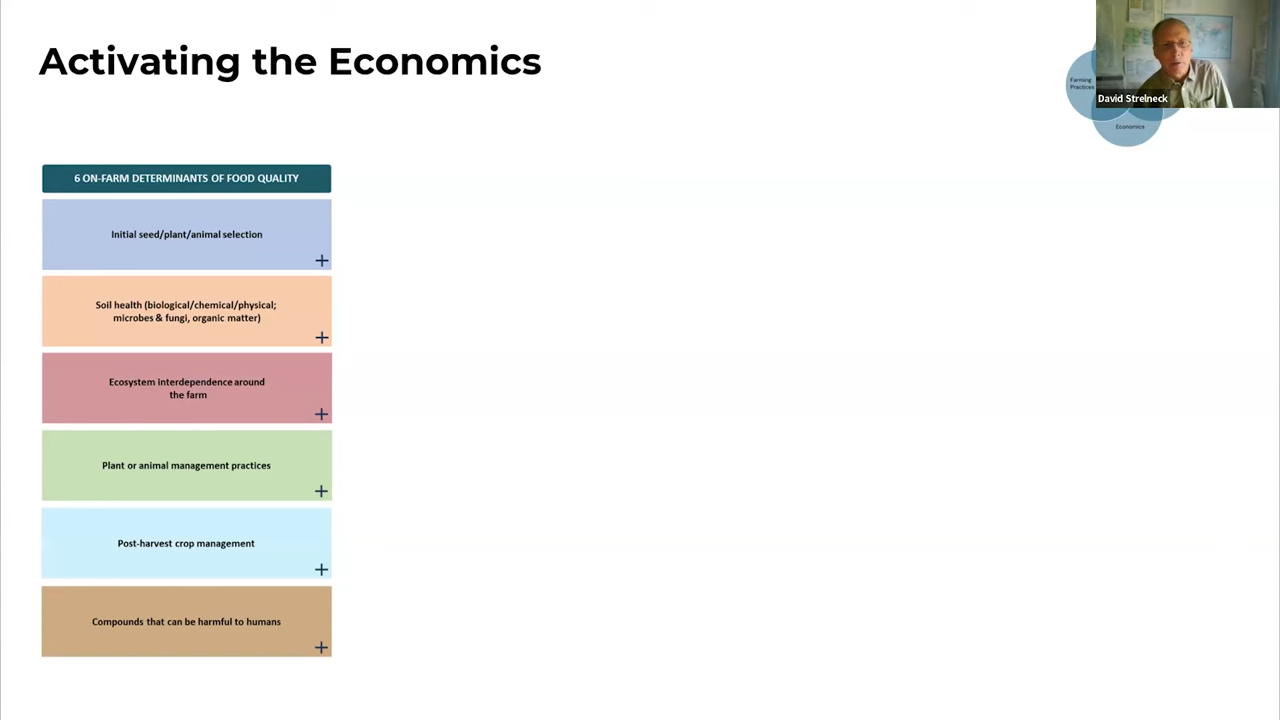 Activating the Economics
Farming
Practices
David Strelneck
Economics
6 ON-FARM DETERMINANTS OF FOOD QUALITY
Initial seed/plant/animal selection
+
Soil health (biological/chemical/physical;
microbes & fungi, organic matter)
+
Ecosystem interdependence around
the farm
+
Plant or animal management practices
+
Post-harvest crop management
+
Compounds that can be harmful to humans
+